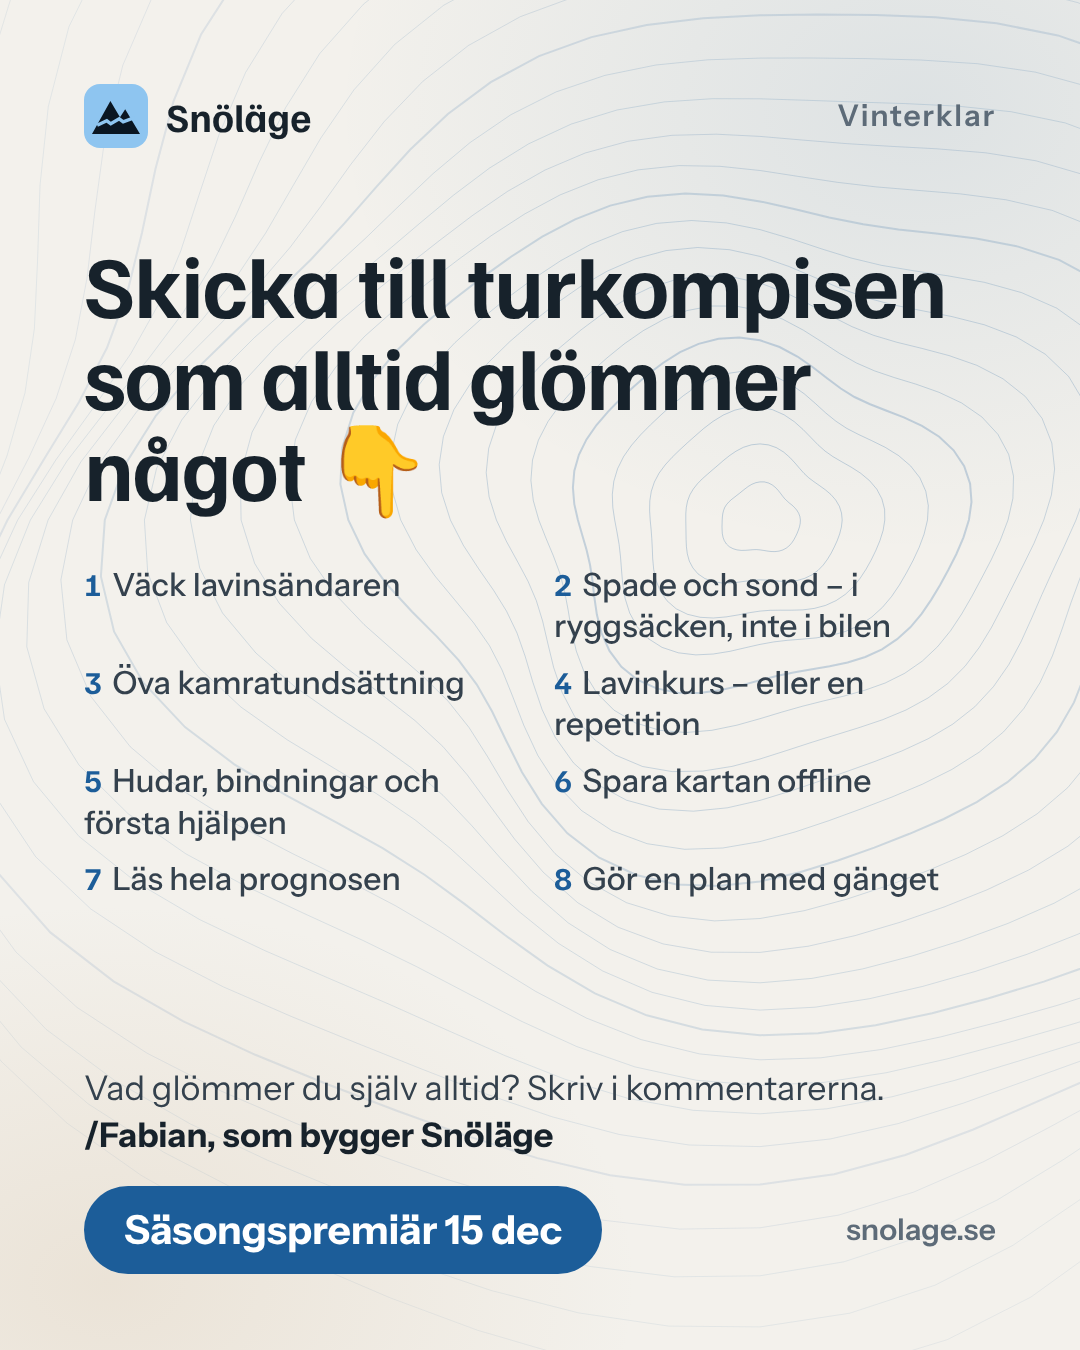 Snöläge
Vinterklar
Skicka till turkompisen
som alltid glömmer
något 👇
1 Väck lavinsändaren
2 Spade och sond – i
ryggsäcken, inte i bilen
3 Öva kamratundsättning
4 Lavinkurs – eller en
repetition
5 Hudar, bindningar och
första hjälpen
6 Spara kartan offline
7 Läs hela prognosen
8 Gör en plan med gänget
Vad glömmer du själv alltid? Skriv i kommentarerna.
/Fabian, som bygger Snöläge
Säsongspremiär 15 dec
snolage.se